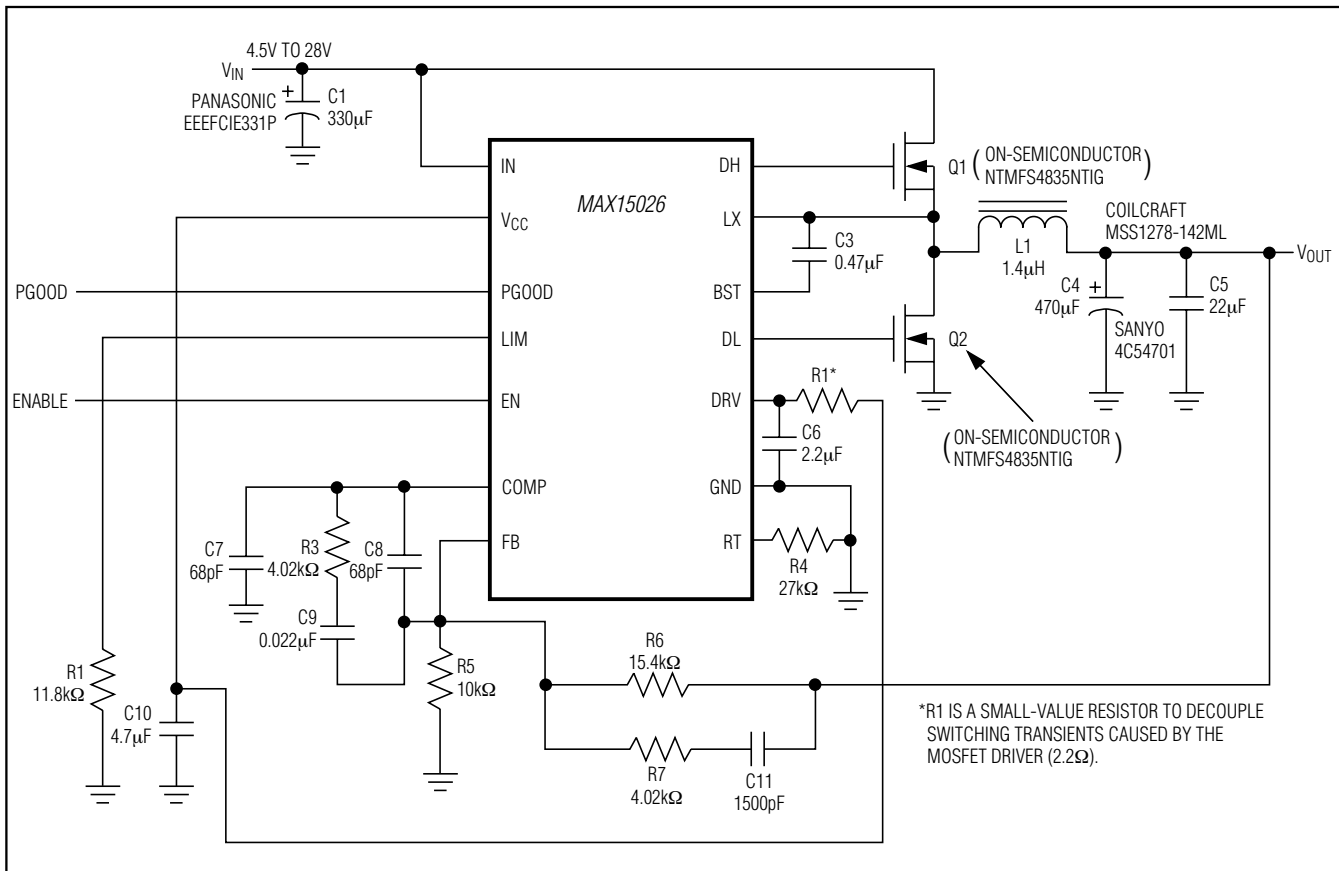 4.5V TO 28V
VIN
PANASONIC
EEEFCIE331P
+
C1
330µF
MAX15026
IN
VCC
PGOOD
LIM
EN
COMP
FB
DH
LX
BST
DL
DRV
GND
RT
PGOOD
ENABLE
Q1
(ON-SEMICONDUCTOR
NTMFS4835NTIG)
C3
0.47µF
L1
1.4µH
COILCRAFT
MSS1278-142ML
VOUT
C4
470µF
+
SANYO
4C54701
C5
22µF
Q2
(ON-SEMICONDUCTOR
NTMFS4835NTIG)
R1*
C6
2.2µF
R4
27kΩ
C7
68pF
R3
4.02kΩ
C8
68pF
C9
0.022µF
R1
11.8kΩ
C10
4.7µF
R5
10kΩ
R6
15.4kΩ
R7
4.02kΩ
C11
1500pF
*R1 IS A SMALL-VALUE RESISTOR TO DECOUPLE
SWITCHING TRANSIENTS CAUSED BY THE
MOSFET DRIVER (2.2Ω).